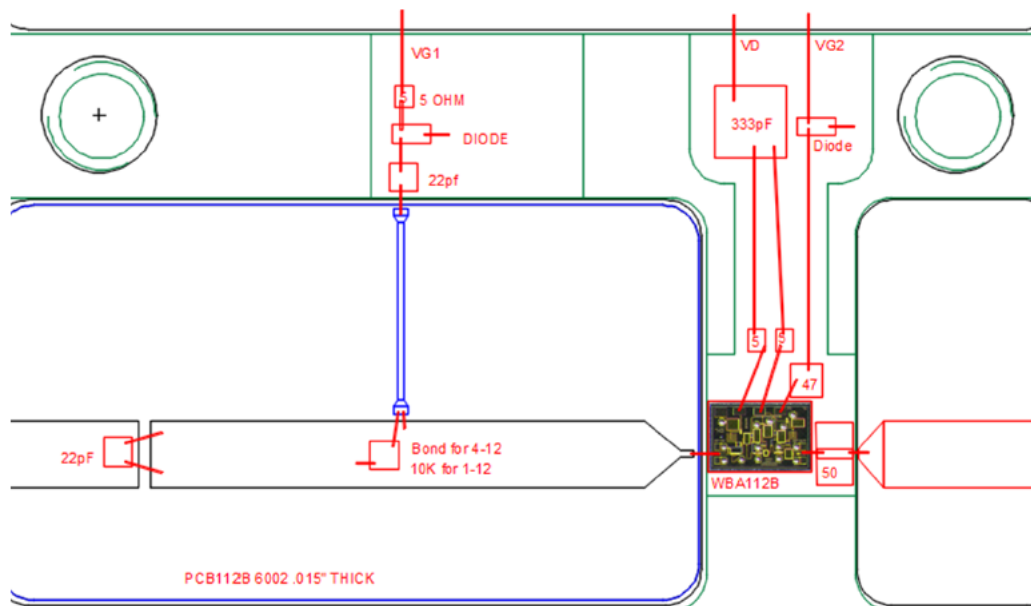 VG1
VD
VG2
5
5 OHM
DIODE
333pF
Diode
22pf
5
5
47
22pF
Bond for 4-12
10K for 1-12
50
WBA112B
PCB112B 6002 .015" THICK